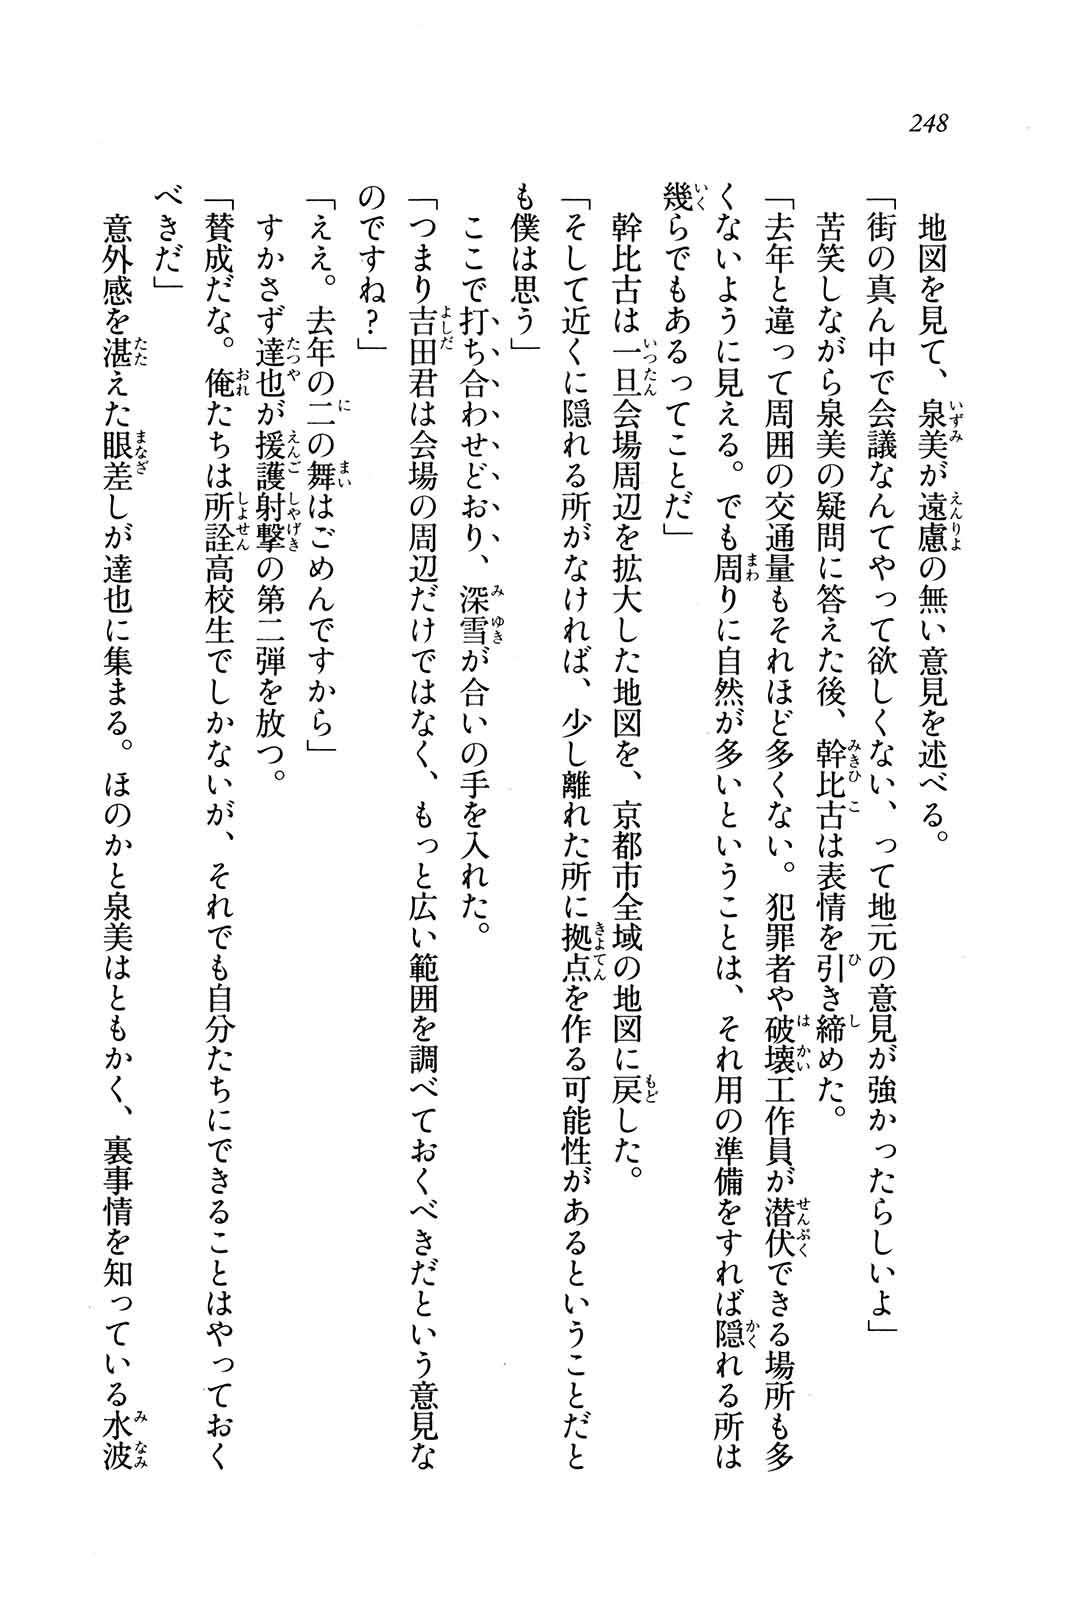 248
地図を見て、泉美が遠慮の無い意見を述べる。
「街の真ん中で会議なんてやって欲しくない、って地元の意見が強かったらしいよ」
苦笑しながら泉美の疑問に答えた後、幹比古は表情を引き締めた。
「去年と違って周囲の交通量もそれほど多くない。犯罪者や破壊工作員が潜伏できる場所も多
くないように見える。でも周りに自然が多いということは、それ用の準備をすれば隠れる所は
幾らでもあるってことだ」
幹比古は一旦会場周辺を拡大した地図を、京都市全域の地図に戻した。
「そして近くに隠れる所がなければ、少し離れた所に拠点を作る可能性があるということだと
も僕は思う」
ここで打ち合わせどおり、深雪が合いの手を入れた。
「つまり吉田君は会場の周辺だけではなく、もっと広い範囲を調べておくべきだという意見な
のですね？」
「ええ。去年の二の舞はごめんですから」
すかさず達也が援護射撃の第二弾を放つ。
「賛成だな。俺たちは所詮高校生でしかないが、それでも自分たちにできることはやっておく
べきだ」
意外感を湛えた眼差しが達也に集まる。ほのかと泉美はともかく、裏事情を知っている水波